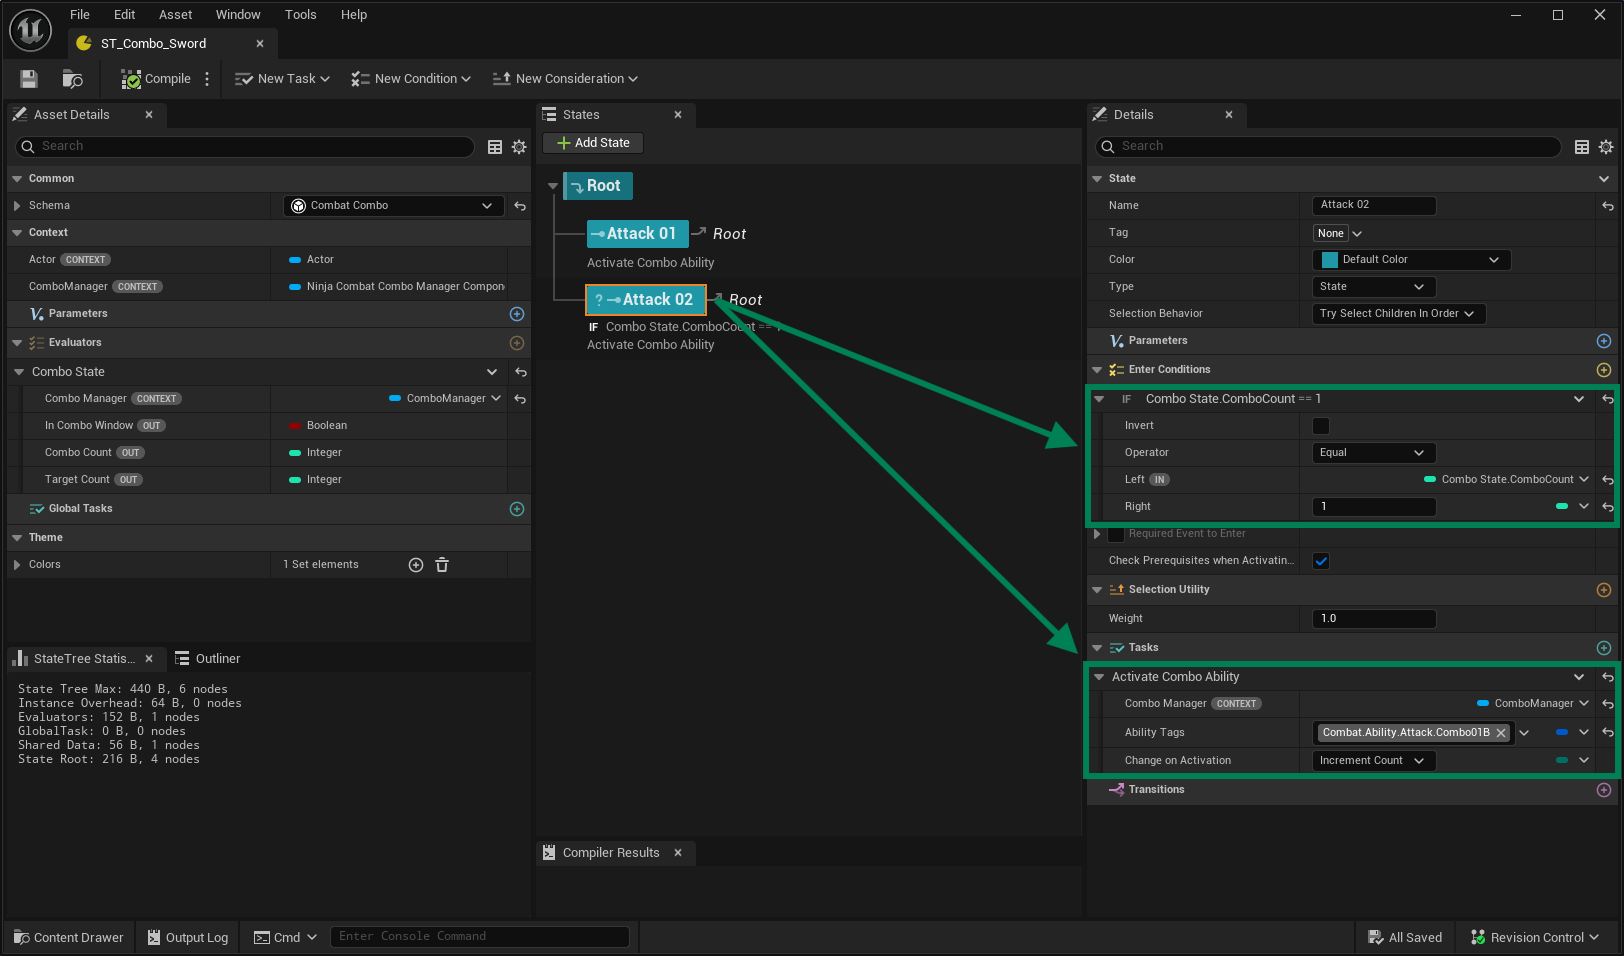 File Edit Asset Window Tools Help
ST_Combo_Sword
Compile New Task New Condition New Consideration
Asset Details
Search
Common
Schema Combat Combo
Context
Actor CONTEXT Actor
ComboManager CONTEXT Ninja Combat Combo Manager Compon
Parameters
Evaluators
Combo State
Combo Manager CONTEXT ComboManager
In Combo Window OUT Boolean
Combo Count OUT Integer
Target Count OUT Integer
Global Tasks
Theme
Colors 1 Set elements
StateTree Statis... Outliner
State Tree Max: 440 B, 6 nodes
Instance Overhead: 64 B, 0 nodes
Evaluators: 152 B, 1 nodes
GlobalTask: 0 B, 0 nodes
Shared Data: 56 B, 1 nodes
State Root: 216 B, 4 nodes
States
Add State
Root
Attack 01 Root
Activate Combo Ability
? Attack 02 Root
IF Combo State.ComboCount == 1
Activate Combo Ability
Compiler Results
Details
Search
State
Name Attack 02
Tag None
Color Default Color
Type State
Selection Behavior Try Select Children In Order
Parameters
Enter Conditions
IF Combo State.ComboCount == 1
Invert
Operator Equal
Left IN Combo State.ComboCount
Right 1
Required Event to Enter
Check Prerequisites when Activatin...
Selection Utility
Weight 1.0
Tasks
Activate Combo Ability
Combo Manager CONTEXT ComboManager
Ability Tags Combat.Ability.Attack.Combo01B
Change on Activation Increment Count
Transitions
Content Drawer Output Log Cmd Enter Console Command All Saved Revision Control